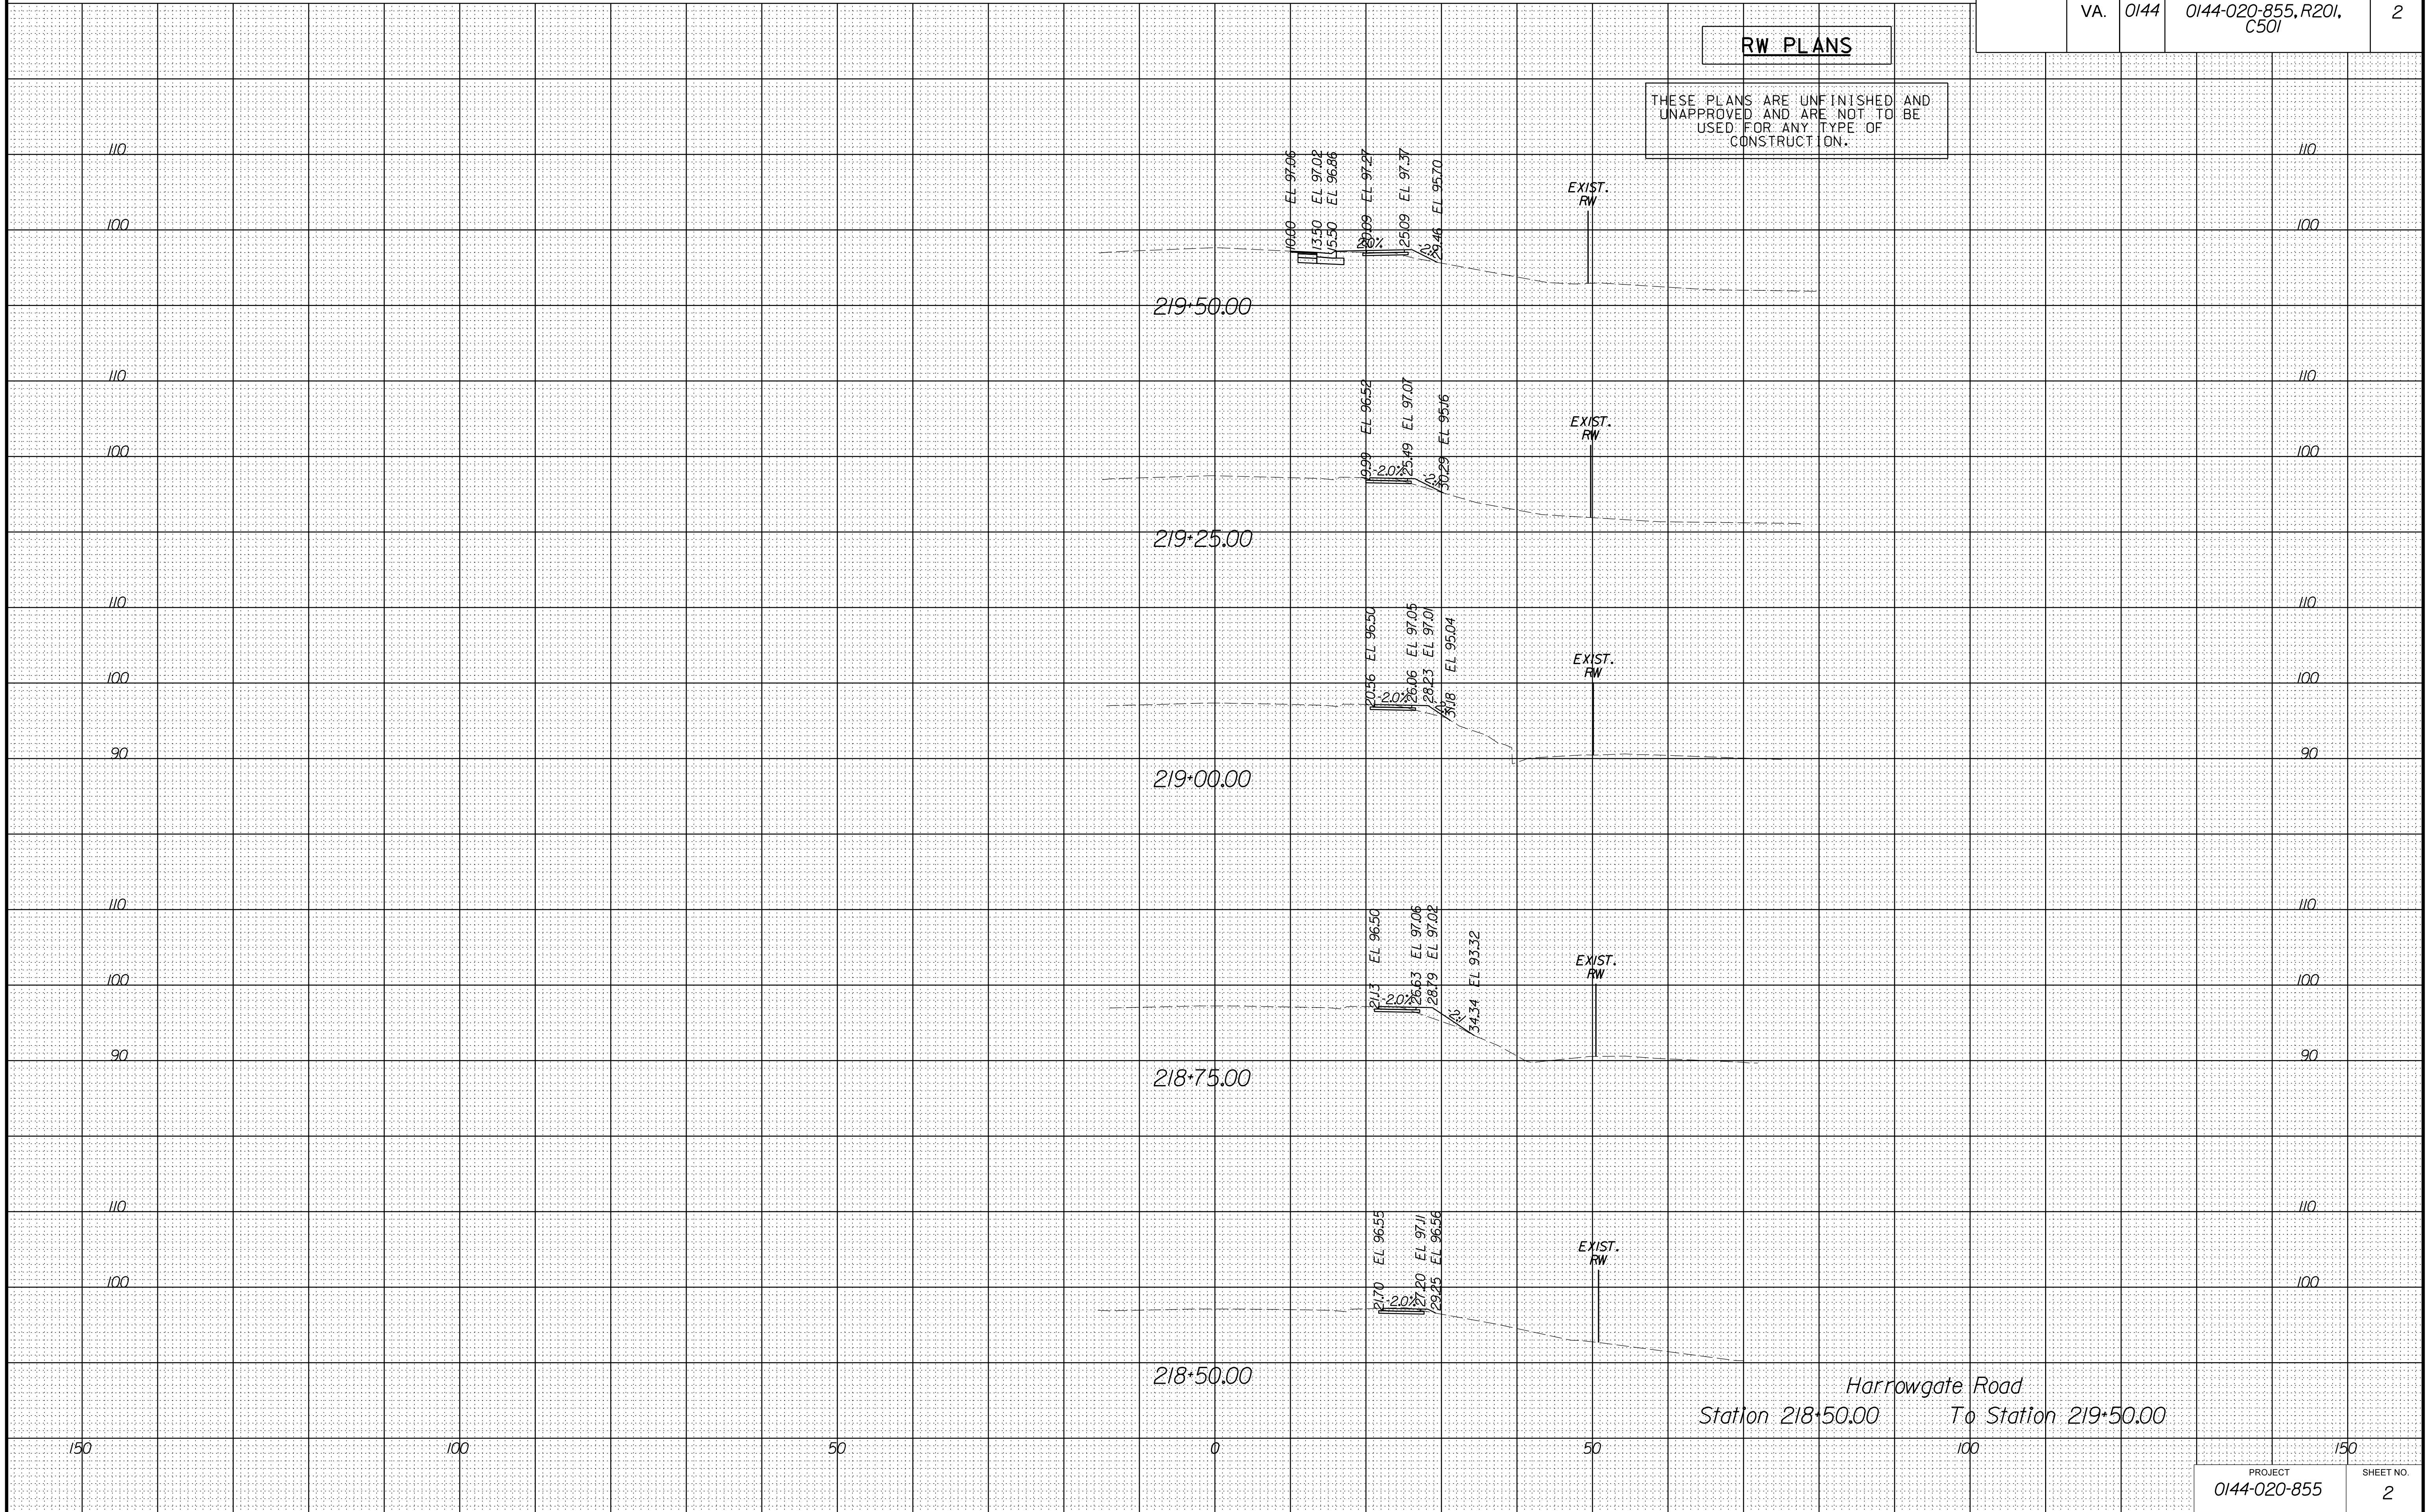 VA.
0144
0144-020-855, R201,
C501
2
RW PLANS
THESE PLANS ARE UNFINISHED AND
UNAPPROVED AND ARE NOT TO BE
USED FOR ANY TYPE OF
CONSTRUCTION.
110
110
10.00 EL 97.06
13.50 EL 97.02
15.50 EL 96.86
20.09 EL 97.27
25.09 EL 97.37
29.46 EL 95.70
2.0%
2:1
EXIST.
RW
100
100
219+50.00
110
110
19.99 EL 96.52
25.49 EL 97.07
30.29 EL 95.16
-2.0%
2:1
EXIST.
RW
100
100
219+25.00
110
110
20.56 EL 96.50
26.06 EL 97.05
28.23 EL 97.01
31.18 EL 95.04
-2.0%
EXIST.
RW
100
100
90
90
219+00.00
110
110
21.13 EL 96.50
26.63 EL 97.06
28.79 EL 97.02
34.34 EL 93.32
-2.0%
2:1
EXIST.
RW
100
100
90
90
218+75.00
110
110
21.70 EL 96.55
27.20 EL 97.11
29.25 EL 96.56
-2.0%
EXIST.
RW
100
100
218+50.00
Harrowgate Road
Station 218+50.00 To Station 219+50.00
150
100
50
0
50
100
150
PROJECT
0144-020-855
SHEET NO.
2